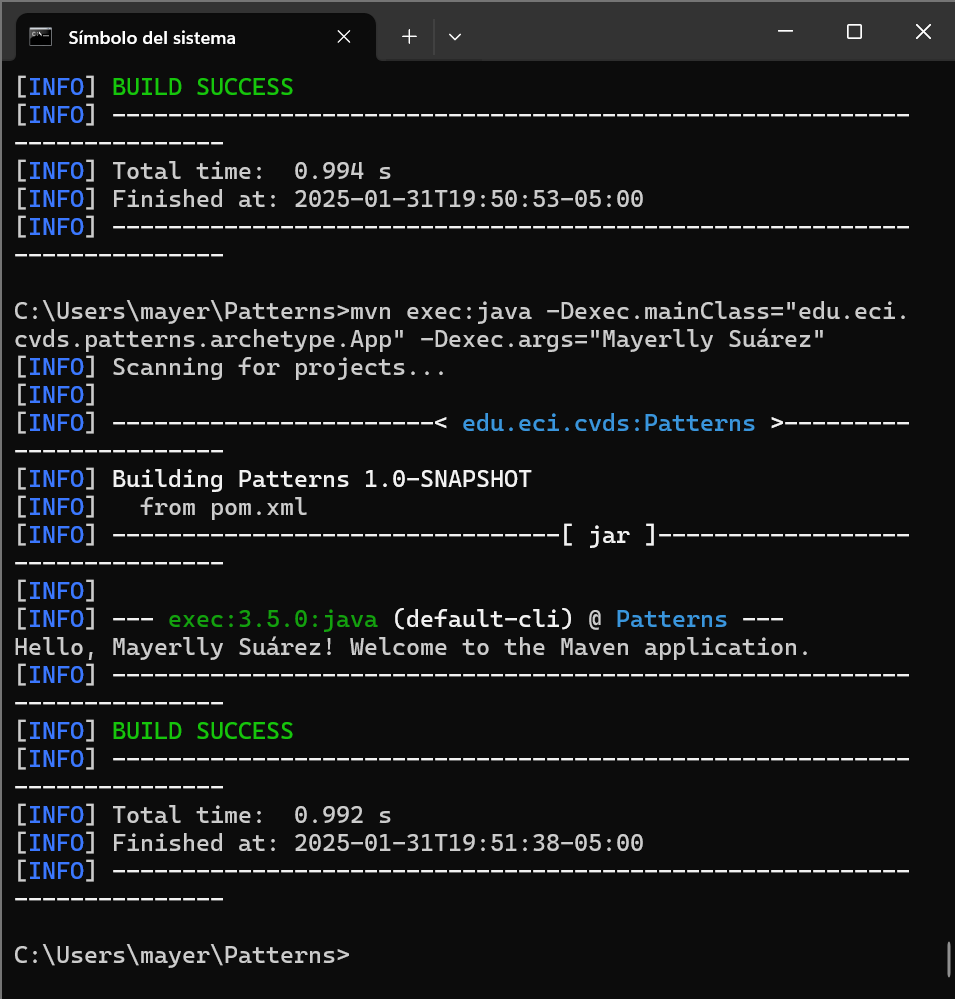 Símbolo del sistema
[INFO] BUILD SUCCESS
[INFO] ---------------------------------------------------------
---------------
[INFO] Total time:  0.994 s
[INFO] Finished at: 2025-01-31T19:50:53-05:00
[INFO] ---------------------------------------------------------
---------------
C:\Users\mayer\Patterns>mvn exec:java -Dexec.mainClass="edu.eci.
cvds.patterns.archetype.App" -Dexec.args="Mayerlly Suárez"
[INFO] Scanning for projects...
[INFO]
[INFO] -----------------------< edu.eci.cvds:Patterns >---------
---------------
[INFO] Building Patterns 1.0-SNAPSHOT
[INFO]   from pom.xml
[INFO] --------------------------------[ jar ]------------------
---------------
[INFO]
[INFO] --- exec:3.5.0:java (default-cli) @ Patterns ---
Hello, Mayerlly Suárez! Welcome to the Maven application.
[INFO] ---------------------------------------------------------
---------------
[INFO] BUILD SUCCESS
[INFO] ---------------------------------------------------------
---------------
[INFO] Total time:  0.992 s
[INFO] Finished at: 2025-01-31T19:51:38-05:00
[INFO] ---------------------------------------------------------
---------------
C:\Users\mayer\Patterns>